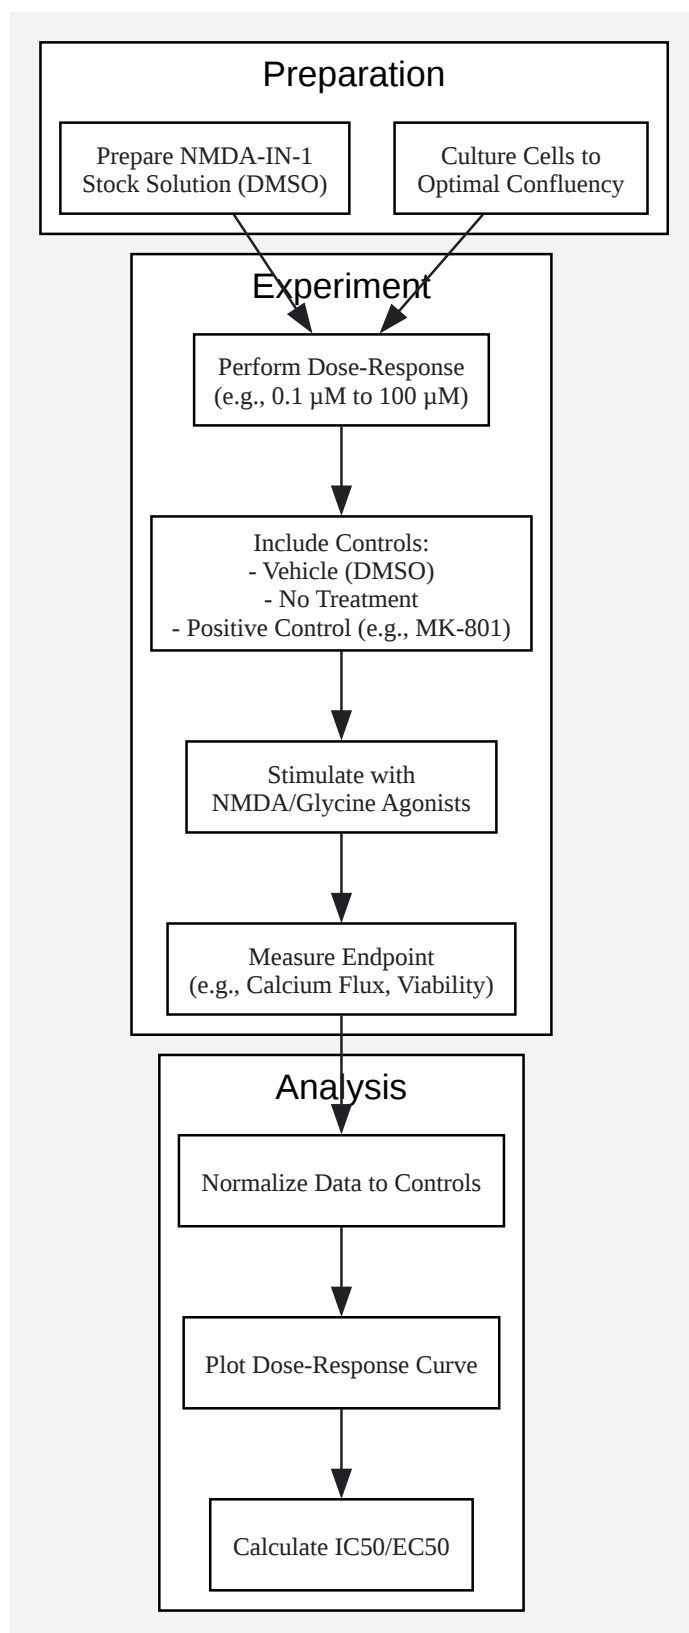 Preparation
Prepare NMDA-IN-1
Stock Solution (DMSO)
Culture Cells to
Optimal Confluency
Experiment
Perform Dose-Response
(e.g., 0.1 µM to 100 µM)
Include Controls:
- Vehicle (DMSO)
- No Treatment
- Positive Control (e.g., MK-801)
Stimulate with
NMDA/Glycine Agonists
Measure Endpoint
(e.g., Calcium Flux, Viability)
Analysis
Normalize Data to Controls
Plot Dose-Response Curve
Calculate IC50/EC50